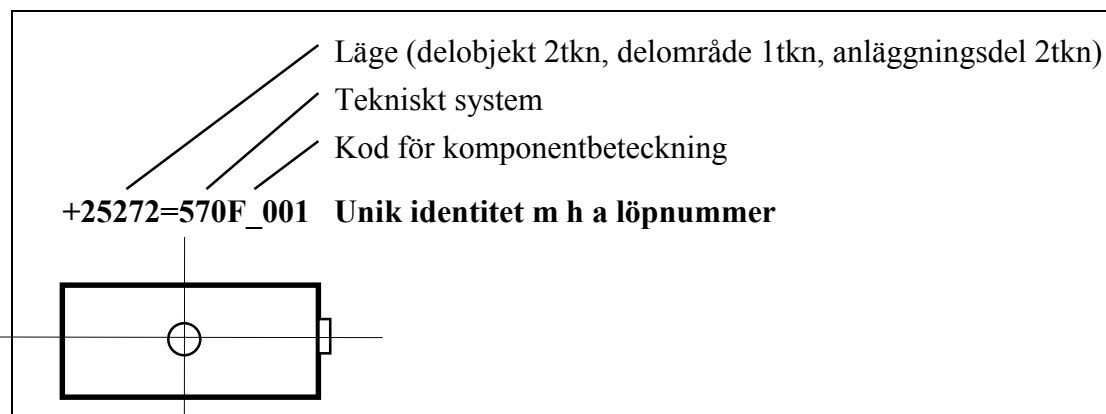 Läge (delobjekt 2tkn, delområde 1tkn, anläggningsdel 2tkn)
Tekniskt system
Kod för komponentbeteckning
+25272=570F_001 Unik identitet m h a löpnummer